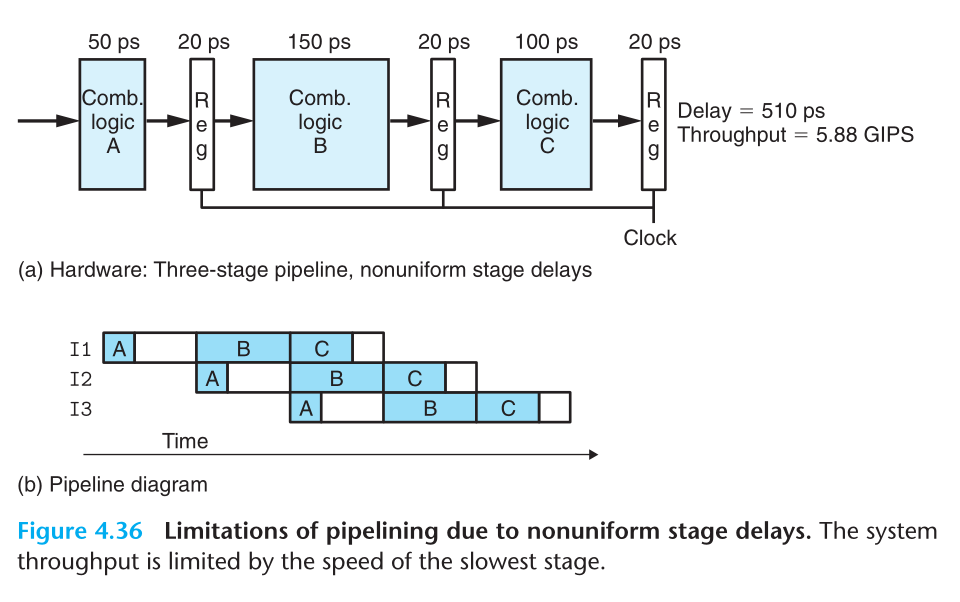 50 ps 20 ps 150 ps 20 ps 100 ps 20 ps
Comb.
logic
A
R
e
g
Comb.
logic
B
R
e
g
Comb.
logic
C
R
e
g
Delay = 510 ps
Throughput = 5.88 GIPS
Clock
(a) Hardware: Three-stage pipeline, nonuniform stage delays
I1 A B C
I2 A B C
I3 A B C
Time
(b) Pipeline diagram
Figure 4.36 Limitations of pipelining due to nonuniform stage delays. The system
throughput is limited by the speed of the slowest stage.